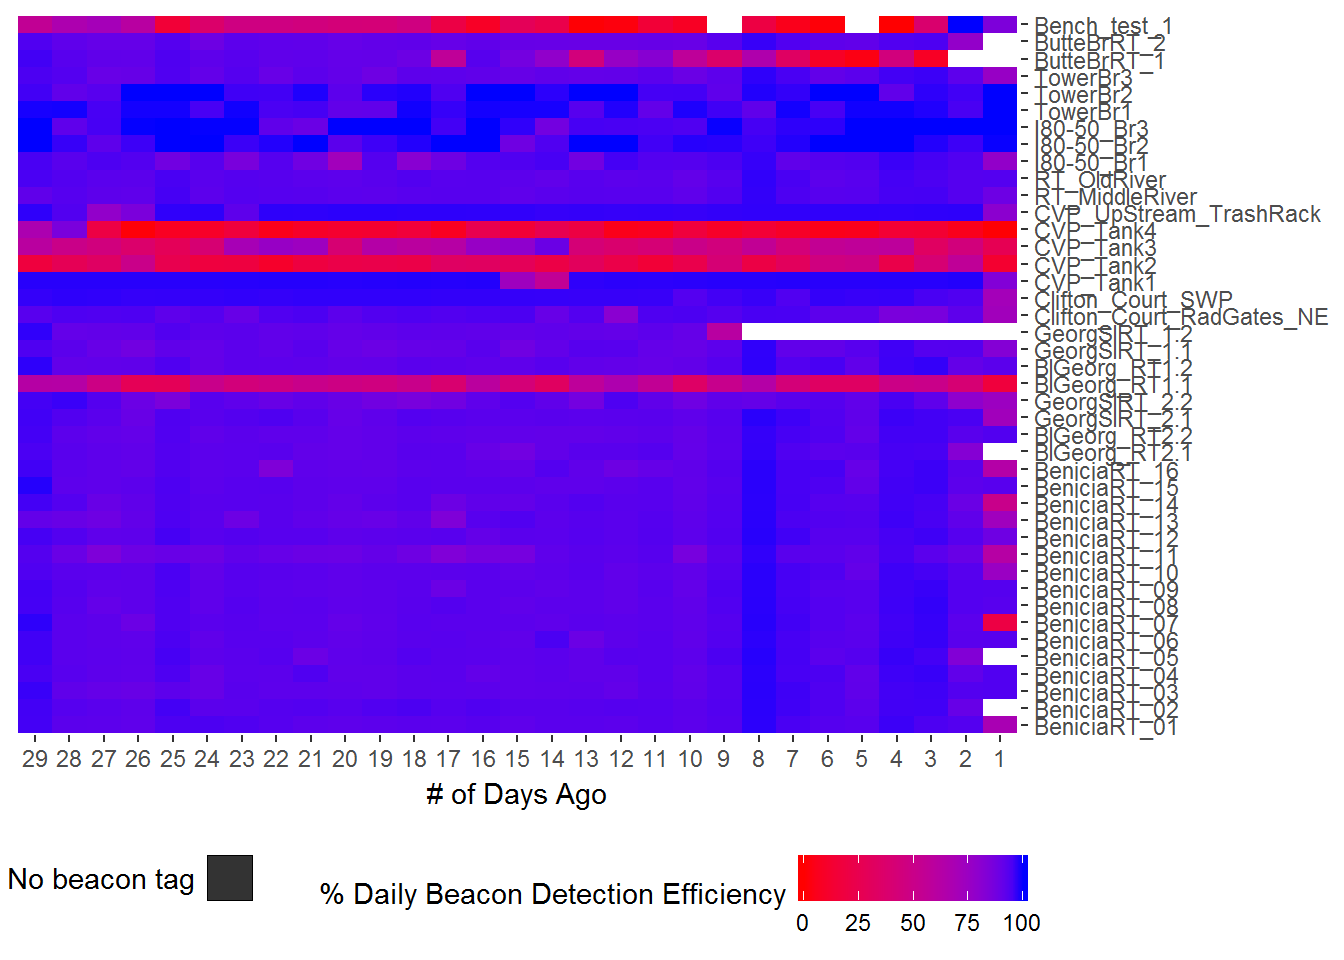 Bench_test_1
ButteBrRT_2
ButteBrRT_1
TowerBr3
TowerBr2
TowerBr1
I80-50_Br3
I80-50_Br2
I80-50_Br1
RT_OldRiver
RT_MiddleRiver
CVP_UpStream_TrashRack
CVP_Tank4
CVP_Tank3
CVP_Tank2
CVP_Tank1
Clifton_Court_SWP
Clifton_Court_RadGates_NE
GeorgSlRT_1.2
GeorgSlRT_1.1
BlGeorg_RT1.2
BlGeorg_RT1.1
GeorgSlRT_2.2
GeorgSlRT_2.1
BlGeorg_RT2.2
BlGeorg_RT2.1
BeniciaRT_16
BeniciaRT_15
BeniciaRT_14
BeniciaRT_13
BeniciaRT_12
BeniciaRT_11
BeniciaRT_10
BeniciaRT_09
BeniciaRT_08
BeniciaRT_07
BeniciaRT_06
BeniciaRT_05
BeniciaRT_04
BeniciaRT_03
BeniciaRT_02
BeniciaRT_01
29 28 27 26 25 24 23 22 21 20 19 18 17 16 15 14 13 12 11 10 9 8 7 6 5 4 3 2 1
# of Days Ago
No beacon tag
% Daily Beacon Detection Efficiency
0 25 50 75 100